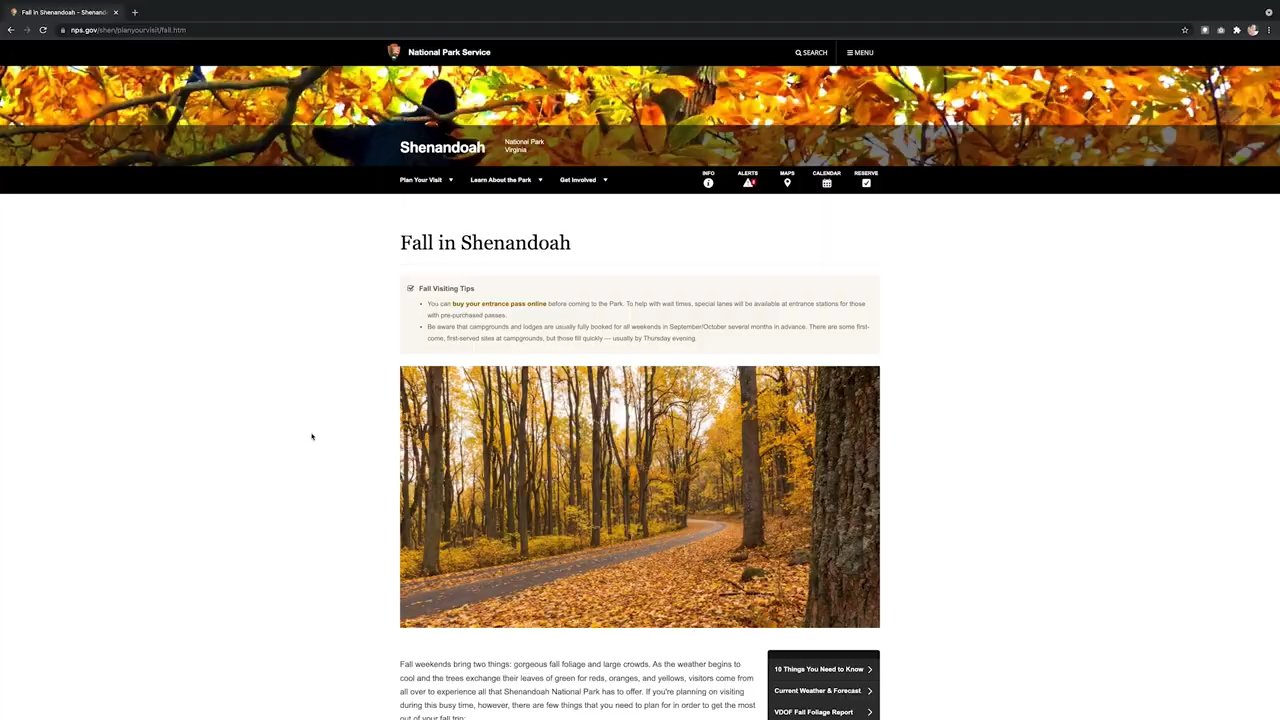 Fall in Shenandoah - Shenand
nps.gov/shen/planyourvisit/fall.htm
National Park Service
SEARCH
MENU
Shenandoah
National Park
Virginia
Plan Your Visit
Learn About the Park
Get Involved
INFO
ALERTS
MAPS
CALENDAR
RESERVE
Fall in Shenandoah
Fall Visiting Tips
• You can buy your entrance pass online before coming to the Park. To help with wait times, special lanes will be available at entrance stations for those
with pre-purchased passes.
• Be aware that campgrounds and lodges are usually fully booked for all weekends in September/October several months in advance. There are some first-
come, first-served sites at campgrounds, but those fill quickly — usually by Thursday evening.
Fall weekends bring two things: gorgeous fall foliage and large crowds. As the weather begins to
cool and the trees exchange their leaves of green for reds, oranges, and yellows, visitors come from
all over to experience all that Shenandoah National Park has to offer. If you're planning on visiting
during this busy time, however, there are few things that you need to plan for in order to get the most
out of your fall trip:
10 Things You Need to Know
Current Weather & Forecast
VDOF Fall Foliage Report